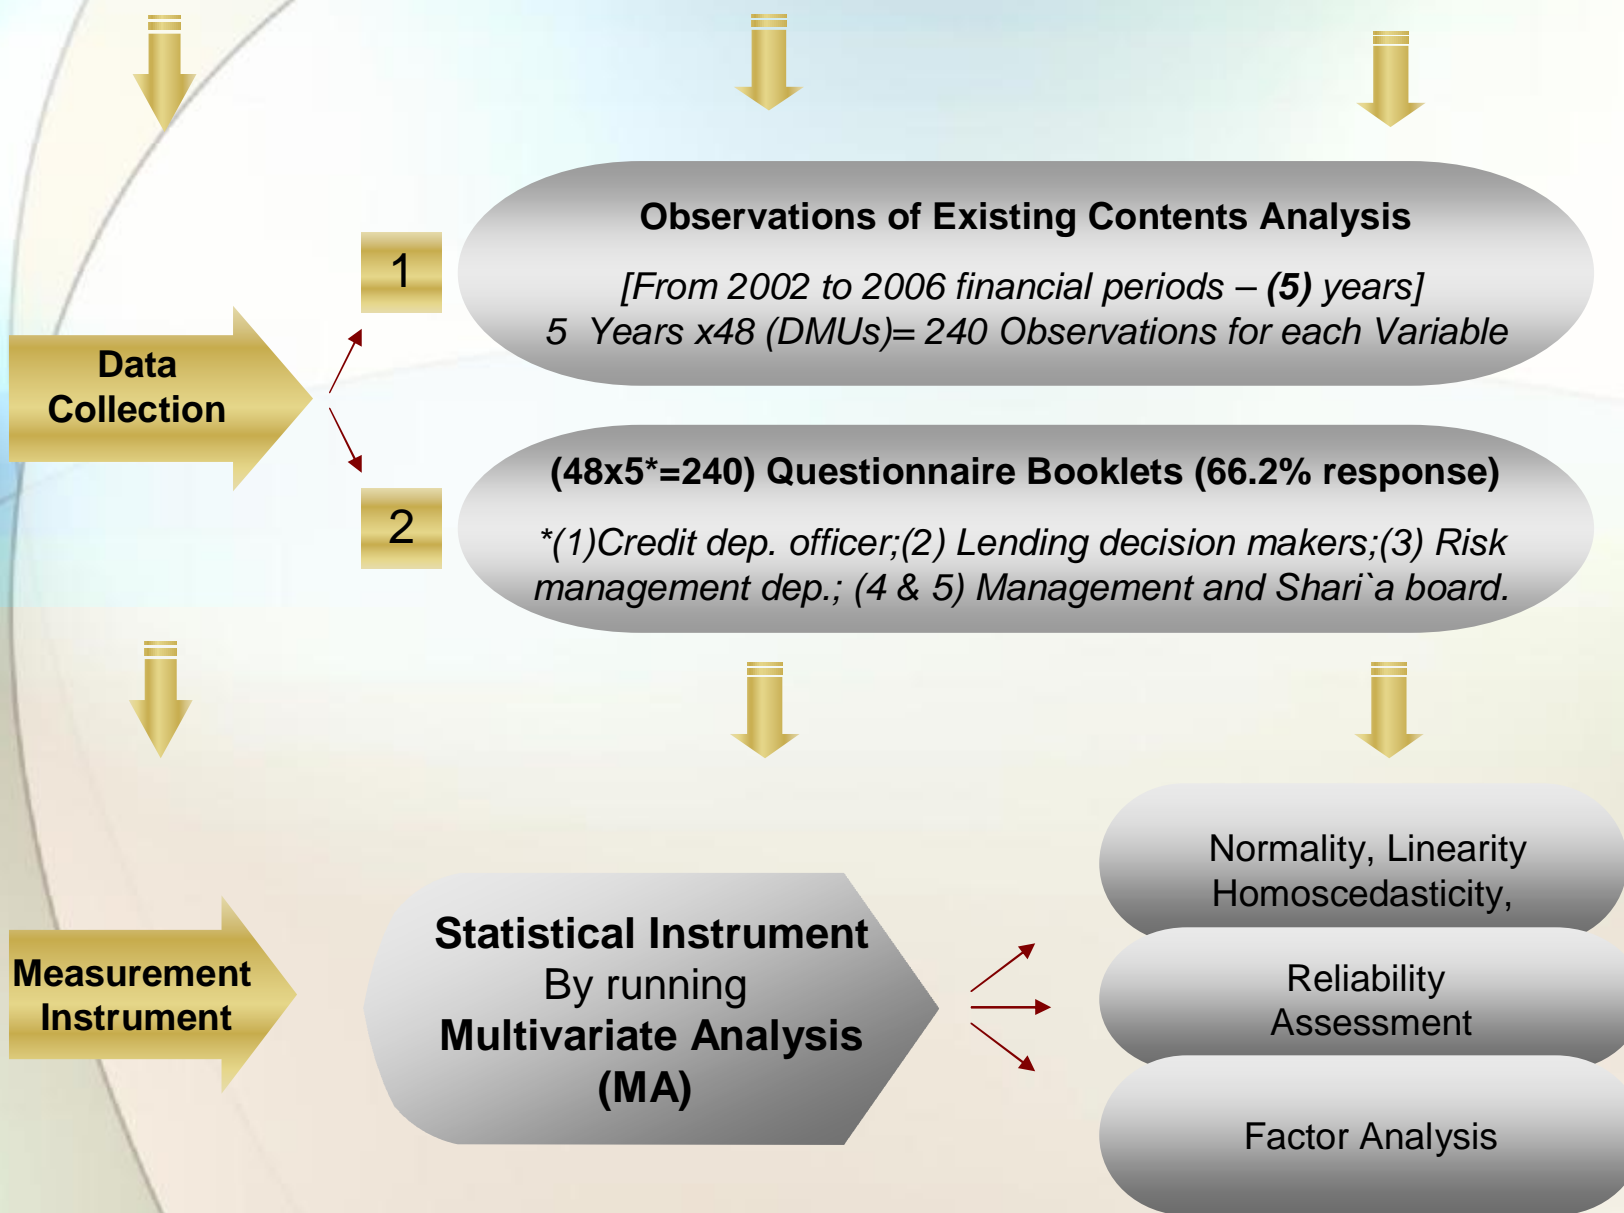 Data
Collection
1
Observations of Existing Contents Analysis
[From 2002 to 2006 financial periods – (5) years]
5 Years x48 (DMUs)= 240 Observations for each Variable
2
(48x5*=240) Questionnaire Booklets (66.2% response)
*(1)Credit dep. officer;(2) Lending decision makers;(3) Risk
management dep.; (4 & 5) Management and Shari`a board.
Measurement
Instrument
Statistical Instrument
By running
Multivariate Analysis
(MA)
Normality, Linearity
Homoscedasticity,
Reliability
Assessment
Factor Analysis